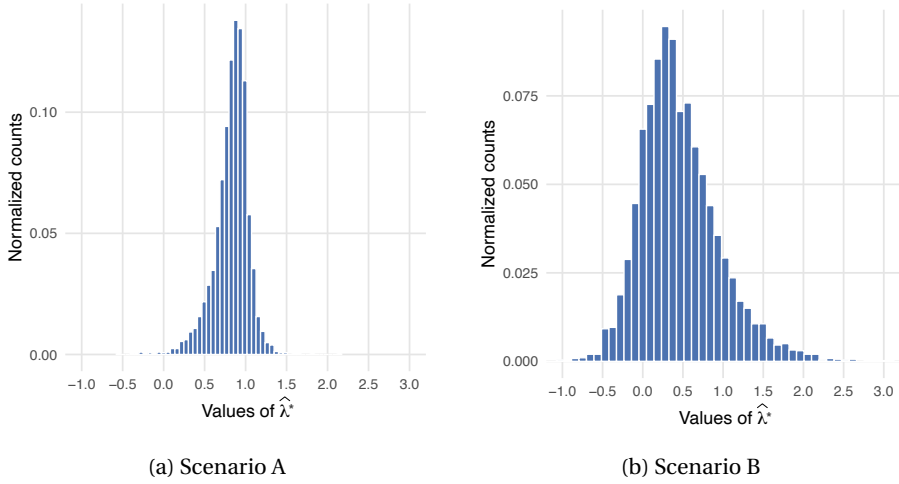 0.10
0.05
0.00
Normalized counts
−1.0 −0.5 0.0 0.5 1.0 1.5 2.0 2.5 3.0
Values of λ̂*
(a) Scenario A
0.075
0.050
0.025
0.000
Normalized counts
−1.0 −0.5 0.0 0.5 1.0 1.5 2.0 2.5 3.0
Values of λ̂*
(b) Scenario B